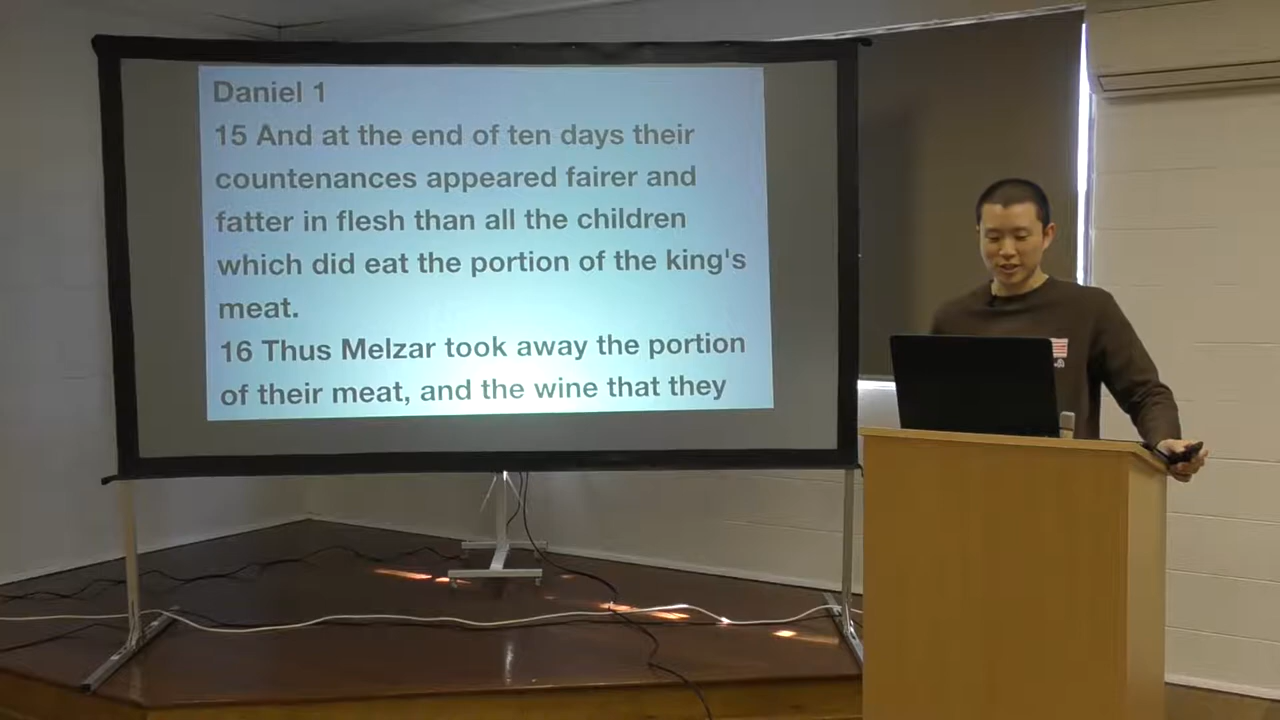 Daniel 1
15 And at the end of ten days their
countenances appeared fairer and
fatter in flesh than all the children
which did eat the portion of the king's
meat.
16 Thus Melzar took away the portion
of their meat, and the wine that they